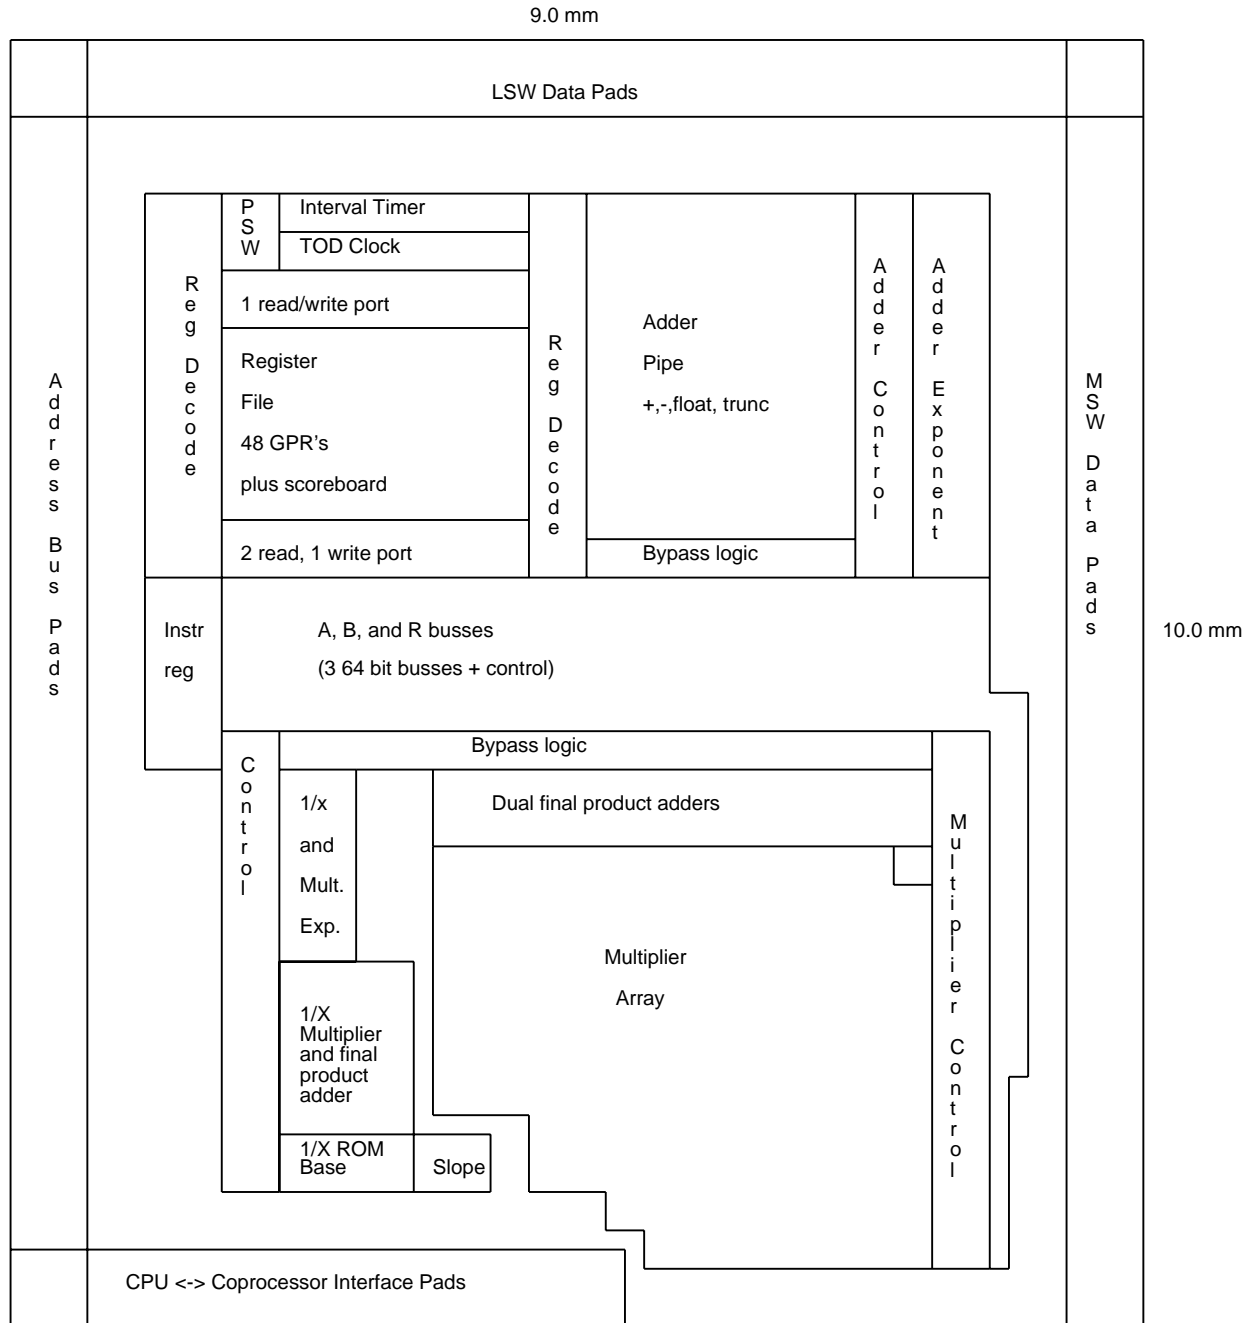 9.0 mm
LSW Data Pads
Address Bus Pads
Reg Decode
PSW
Interval Timer
TOD Clock
1 read/write port
Register
File
48 GPR's
plus scoreboard
2 read, 1 write port
Reg Decode
Adder
Pipe
+,-,float, trunc
Bypass logic
Adder Control
Adder Exponent
MSW Data Pads
10.0 mm
Instr
reg
A, B, and R busses
(3 64 bit busses + control)
Control
Bypass logic
1/x
and
Mult.
Exp.
Dual final product adders
Multiplier
Array
Multiplier Control
1/X
Multiplier
and final
product
adder
1/X ROM
Base
Slope
CPU <-> Coprocessor Interface Pads